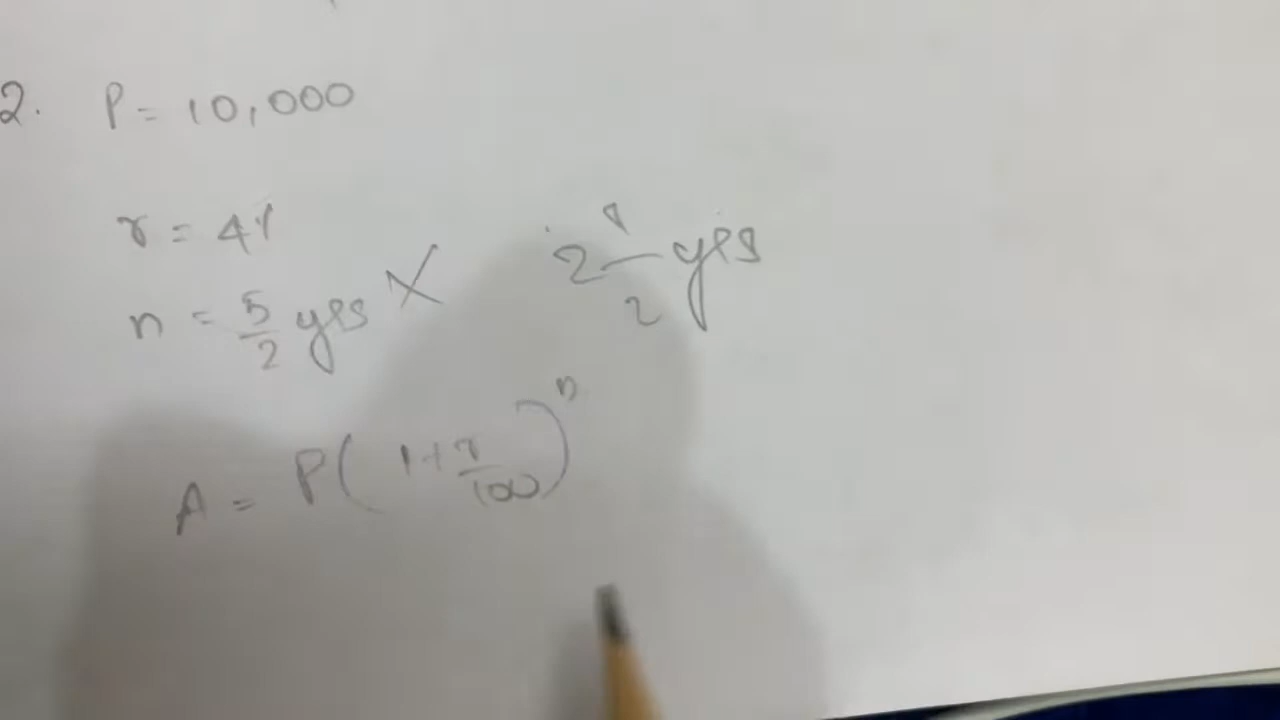 2. P = 10,000
r = 4%
n = 5/2 yrs X 2 1/2 yrs
A = P(1+r/100)^n